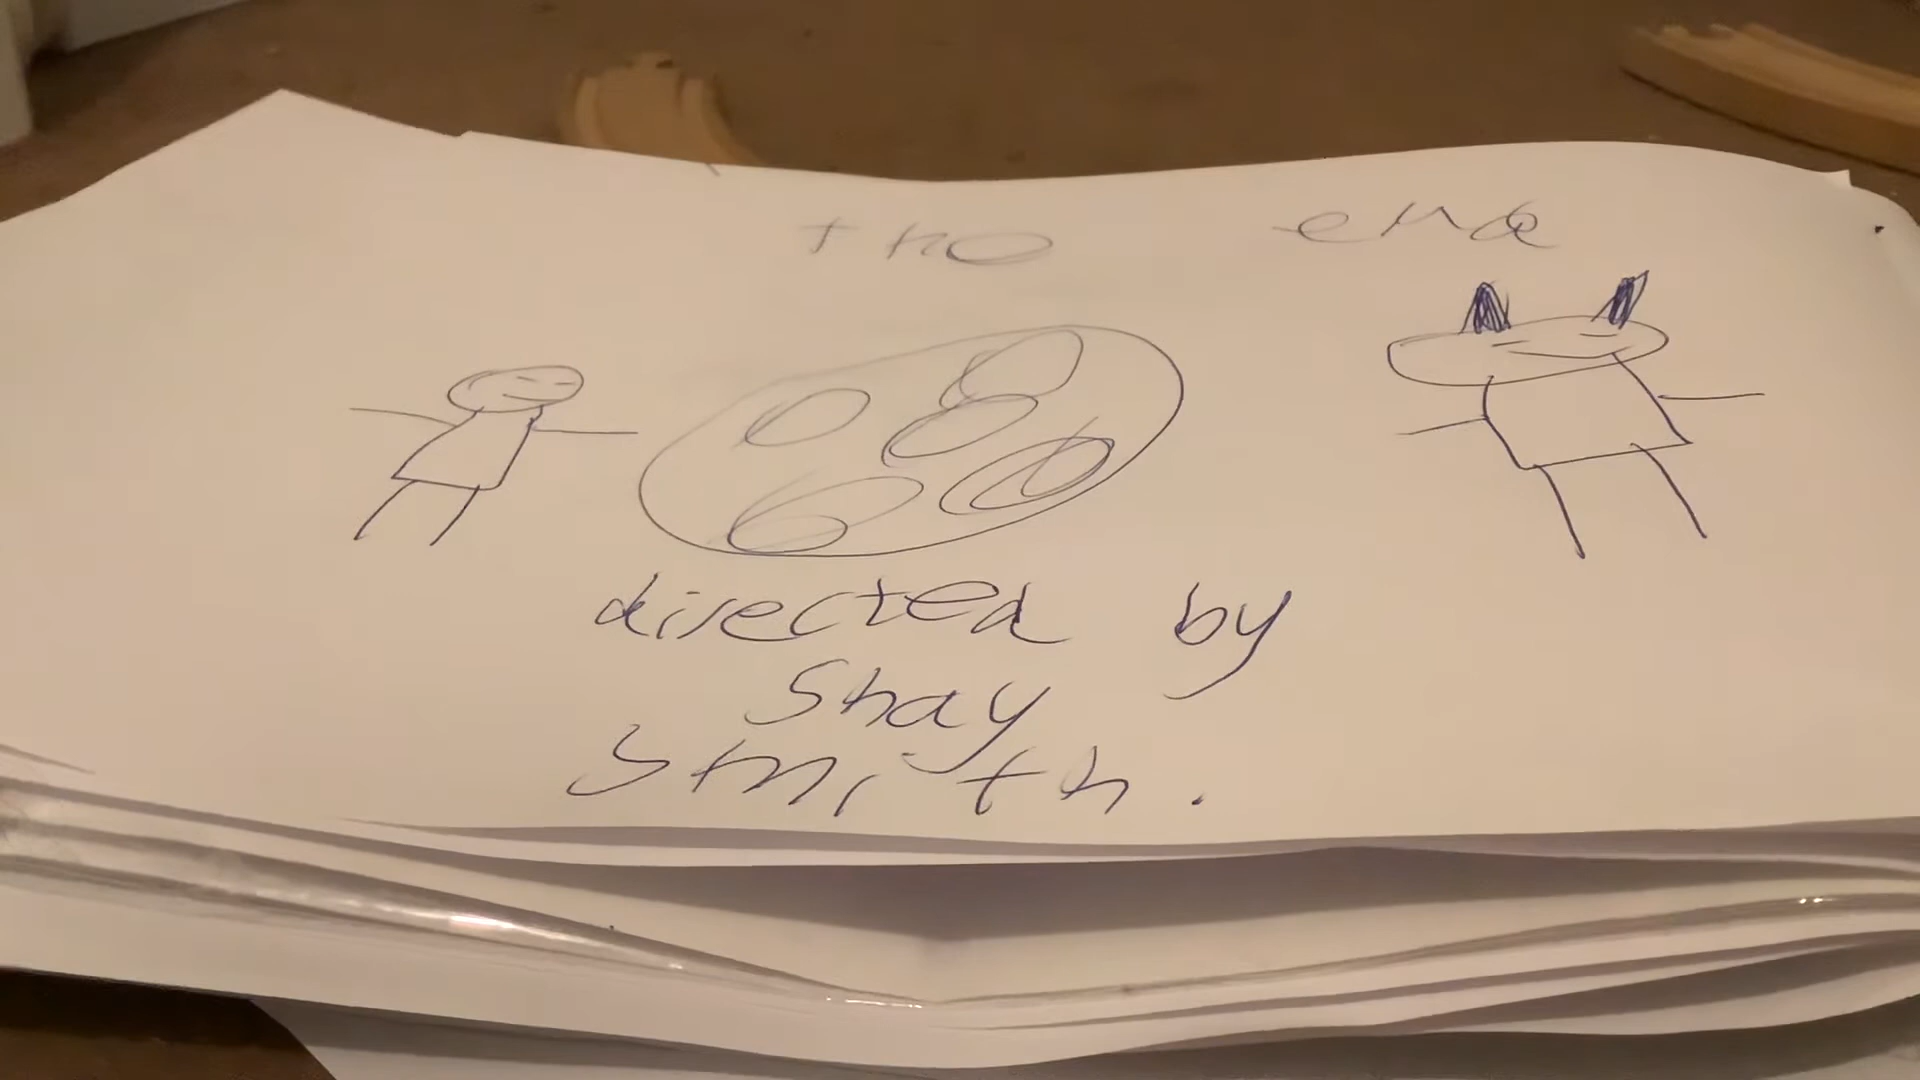 the end
directed by
Shay
Smith.